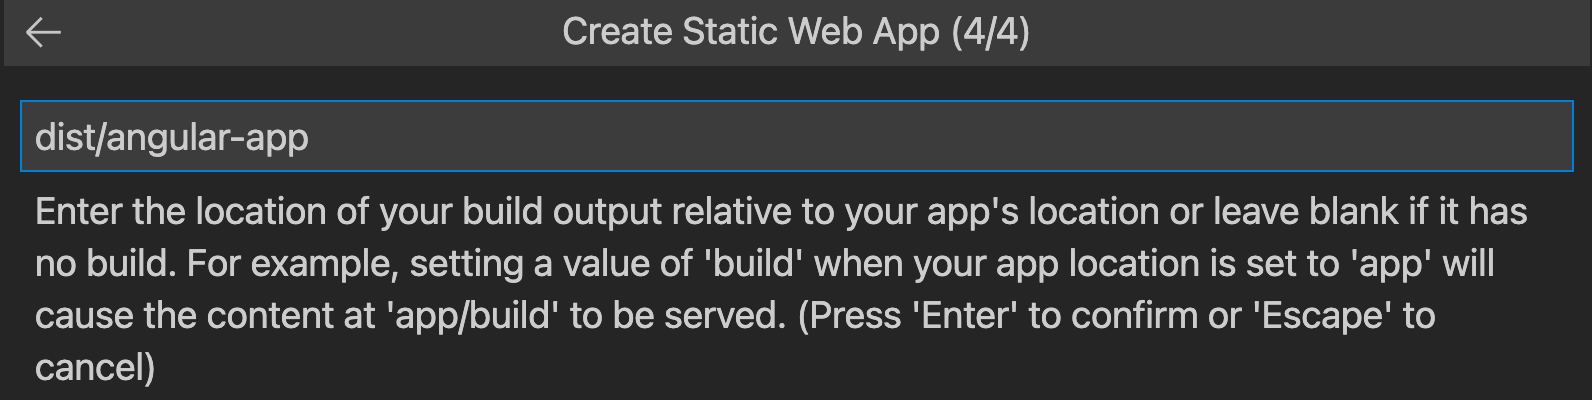 Create Static Web App (4/4)
dist/angular-app
Enter the location of your build output relative to your app's location or leave blank if it has
no build. For example, setting a value of 'build' when your app location is set to 'app' will
cause the content at 'app/build' to be served. (Press 'Enter' to confirm or 'Escape' to
cancel)